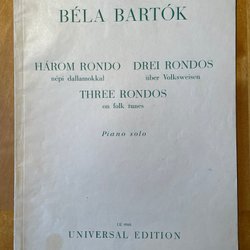 BÉLA BARTÓK
HÁROM RONDO DREI RONDOS
népi dallamokkal über Volksweisen
THREE RONDOS
on folk tunes
Piano solo
UNIVERSAL EDITION